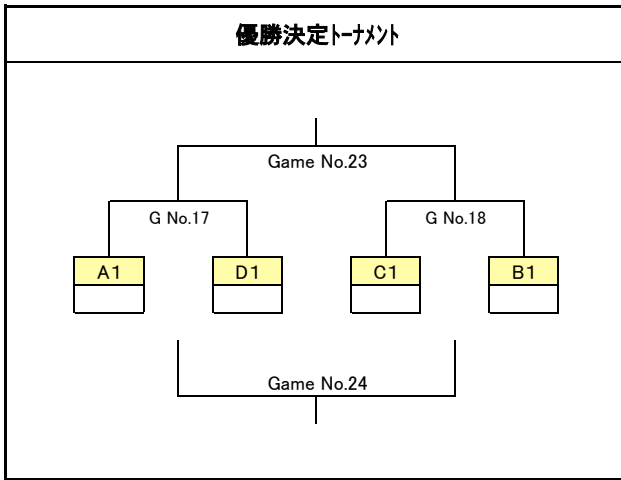 優勝決定ﾄｰﾅﾒﾝﾄ
Game No.23
G No.17
G No.18
A1
D1
C1
B1
Game No.24